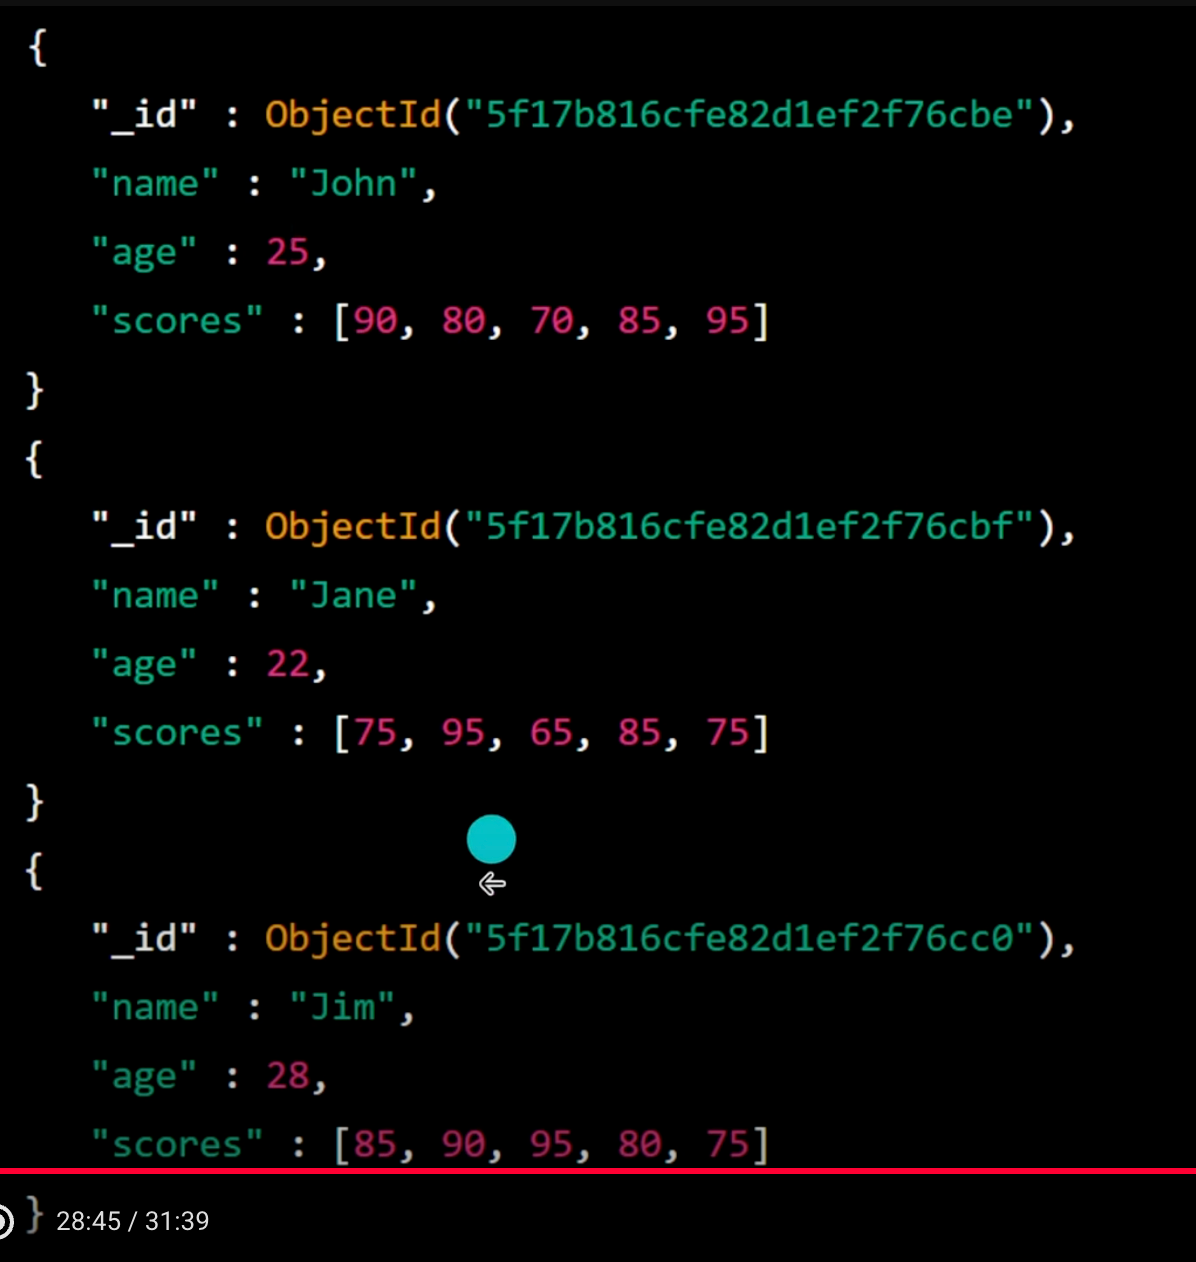 {
"_id" : ObjectId("5f17b816cfe82d1ef2f76cbe"),
"name" : "John",
"age" : 25,
"scores" : [90, 80, 70, 85, 95]
}
{
"_id" : ObjectId("5f17b816cfe82d1ef2f76cbf"),
"name" : "Jane",
"age" : 22,
"scores" : [75, 95, 65, 85, 75]
}
{
"_id" : ObjectId("5f17b816cfe82d1ef2f76cc0"),
"name" : "Jim",
"age" : 28,
"scores" : [85, 90, 95, 80, 75]
}
28:45 / 31:39